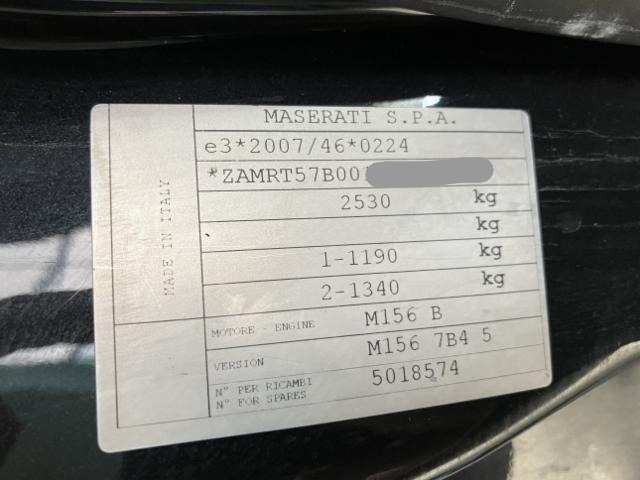 MASERATI S.P.A.
e3*2007/46*0224
*ZAMRT57B00
2530 kg
kg
1-1190 kg
2-1340 kg
MOTORE - ENGINE M156 B
VERSION M156 7B4 5
N° PER RICAMBI
N° FOR SPARES 5018574
MADE IN ITALY